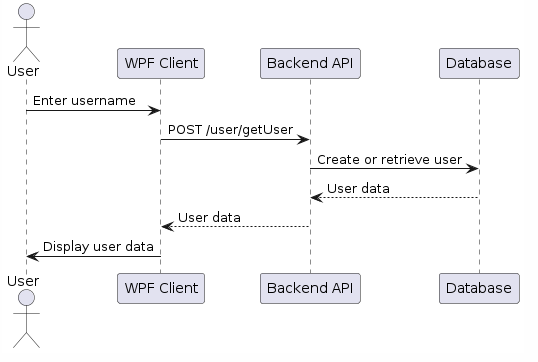 User
WPF Client
Backend API
Database
Enter username
POST /user/getUser
Create or retrieve user
User data
User data
Display user data
User
WPF Client
Backend API
Database